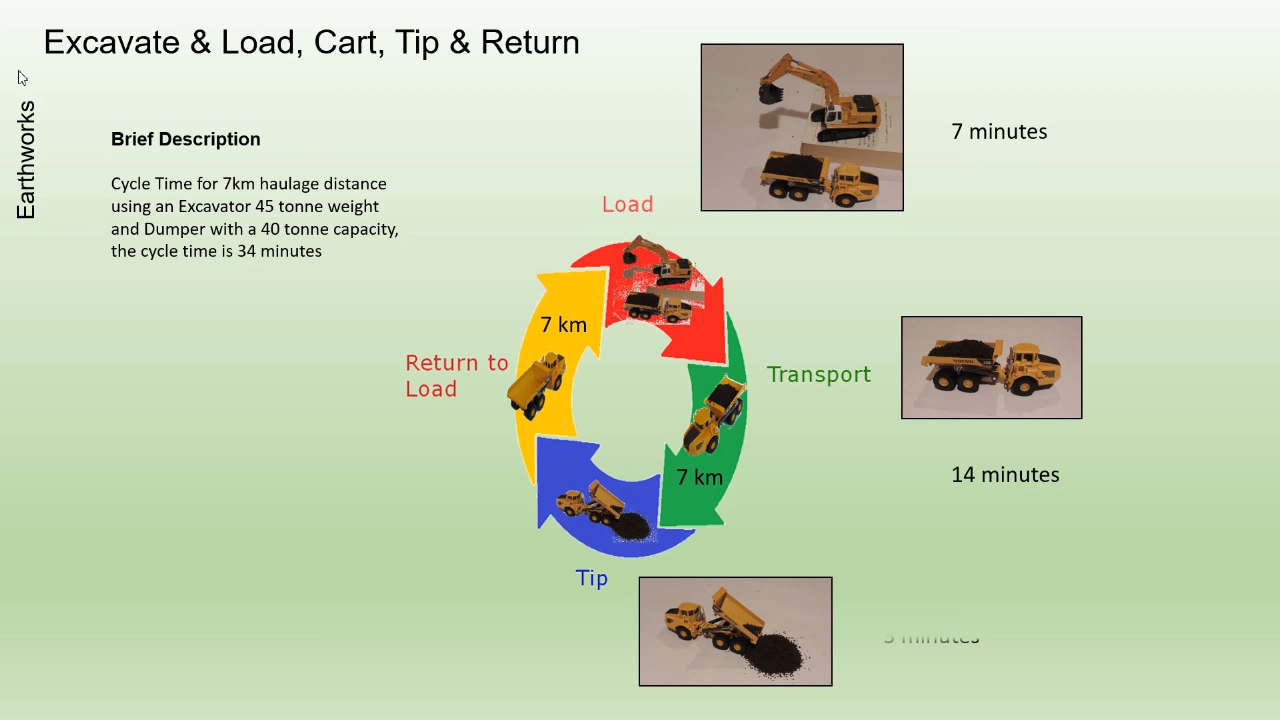 Excavate & Load, Cart, Tip & Return
Earthworks
Brief Description
Cycle Time for 7km haulage distance
using an Excavator 45 tonne weight
and Dumper with a 40 tonne capacity,
the cycle time is 34 minutes
7 minutes
Load
7 km
Return to
Load
Transport
7 km
14 minutes
Tip
minutes